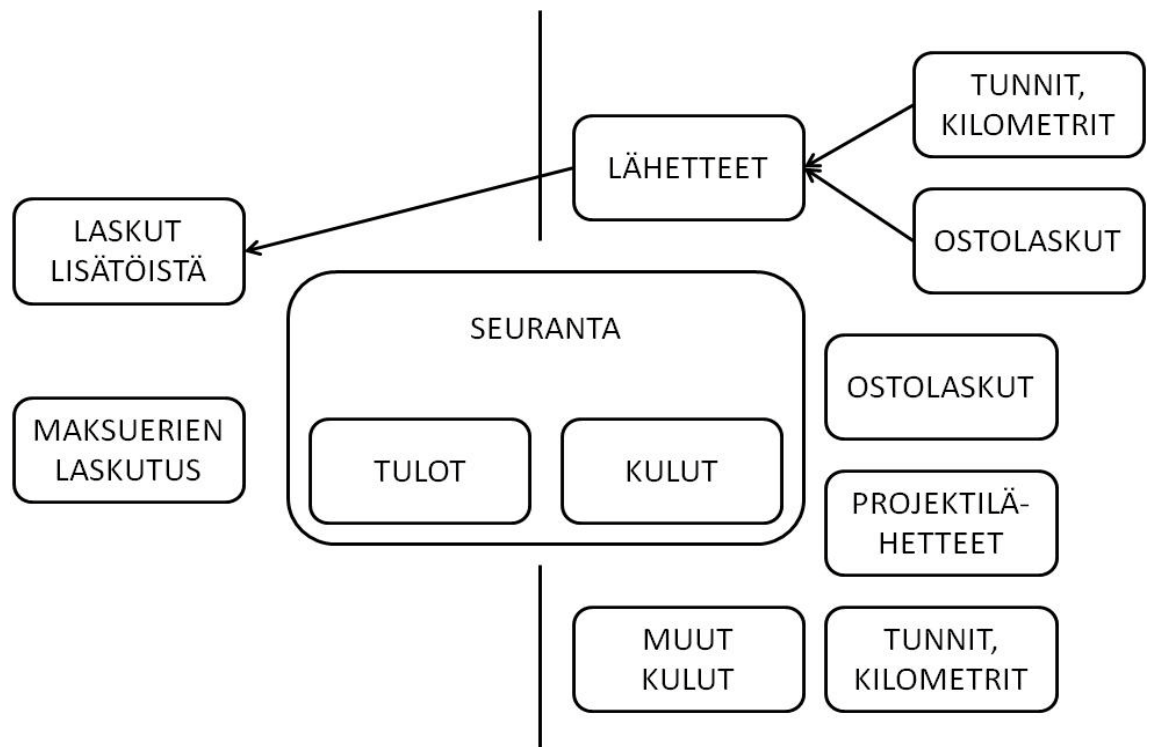 TUNNIT,
KILOMETRIT
LÄHETTEET
LASKUT
LISÄTÖISTÄ
OSTOLASKUT
SEURANTA
OSTOLASKUT
MAKSUERIEN
LASKUTUS
TULOT
KULUT
PROJEKTILÄ-
HETTEET
MUUT
KULUT
TUNNIT,
KILOMETRIT